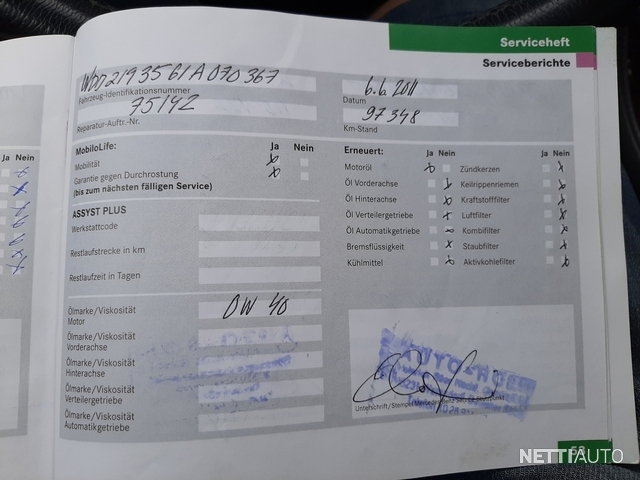 Serviceheft
Serviceberichte
WDD2193561A070367
Fahrzeug-Identifikationsnummer
75142
Reparatur-Auftr.-Nr.
6.6.2011
Datum
97348
Km-Stand
MobiloLife: Ja Nein
Mobilität
Garantie gegen Durchrostung
(bis zum nächsten fälligen Service)
ASSYST PLUS
Werkstattcode
Restlaufstrecke in km
Restlaufzeit in Tagen
Ölmarke/Viskosität
Motor
0W 40
Ölmarke/Viskosität
Vorderachse
Ölmarke/Viskosität
Hinterachse
Ölmarke/Viskosität
Verteilergetriebe
Ölmarke/Viskosität
Automatikgetriebe
Erneuert: Ja Nein Ja Nein
Motoröl Zündkerzen
Öl Vorderachse Keilrippenriemen
Öl Hinterachse Kraftstofffilter
Öl Verteilergetriebe Luftfilter
Öl Automatikgetriebe Kombifilter
Bremsflüssigkeit Staubfilter
Kühlmittel Aktivkohlefilter
Unterschrift/Stempel
Ja Nein
53
NETTIAUTO